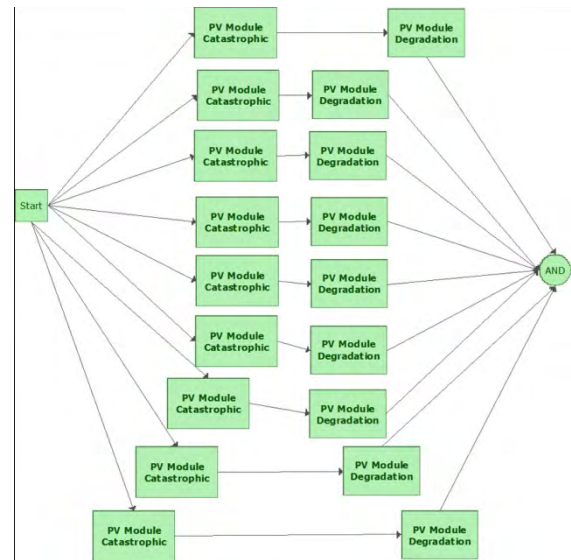 PV Module
Catastrophic
PV Module
Degradation
PV Module
Catastrophic
PV Module
Degradation
PV Module
Catastrophic
PV Module
Degradation
Start
PV Module
Catastrophic
PV Module
Degradation
PV Module
Catastrophic
PV Module
Degradation
AND
PV Module
Catastrophic
PV Module
Degradation
PV Module
Catastrophic
PV Module
Degradation
PV Module
Catastrophic
PV Module
Degradation
PV Module
Catastrophic
PV Module
Degradation